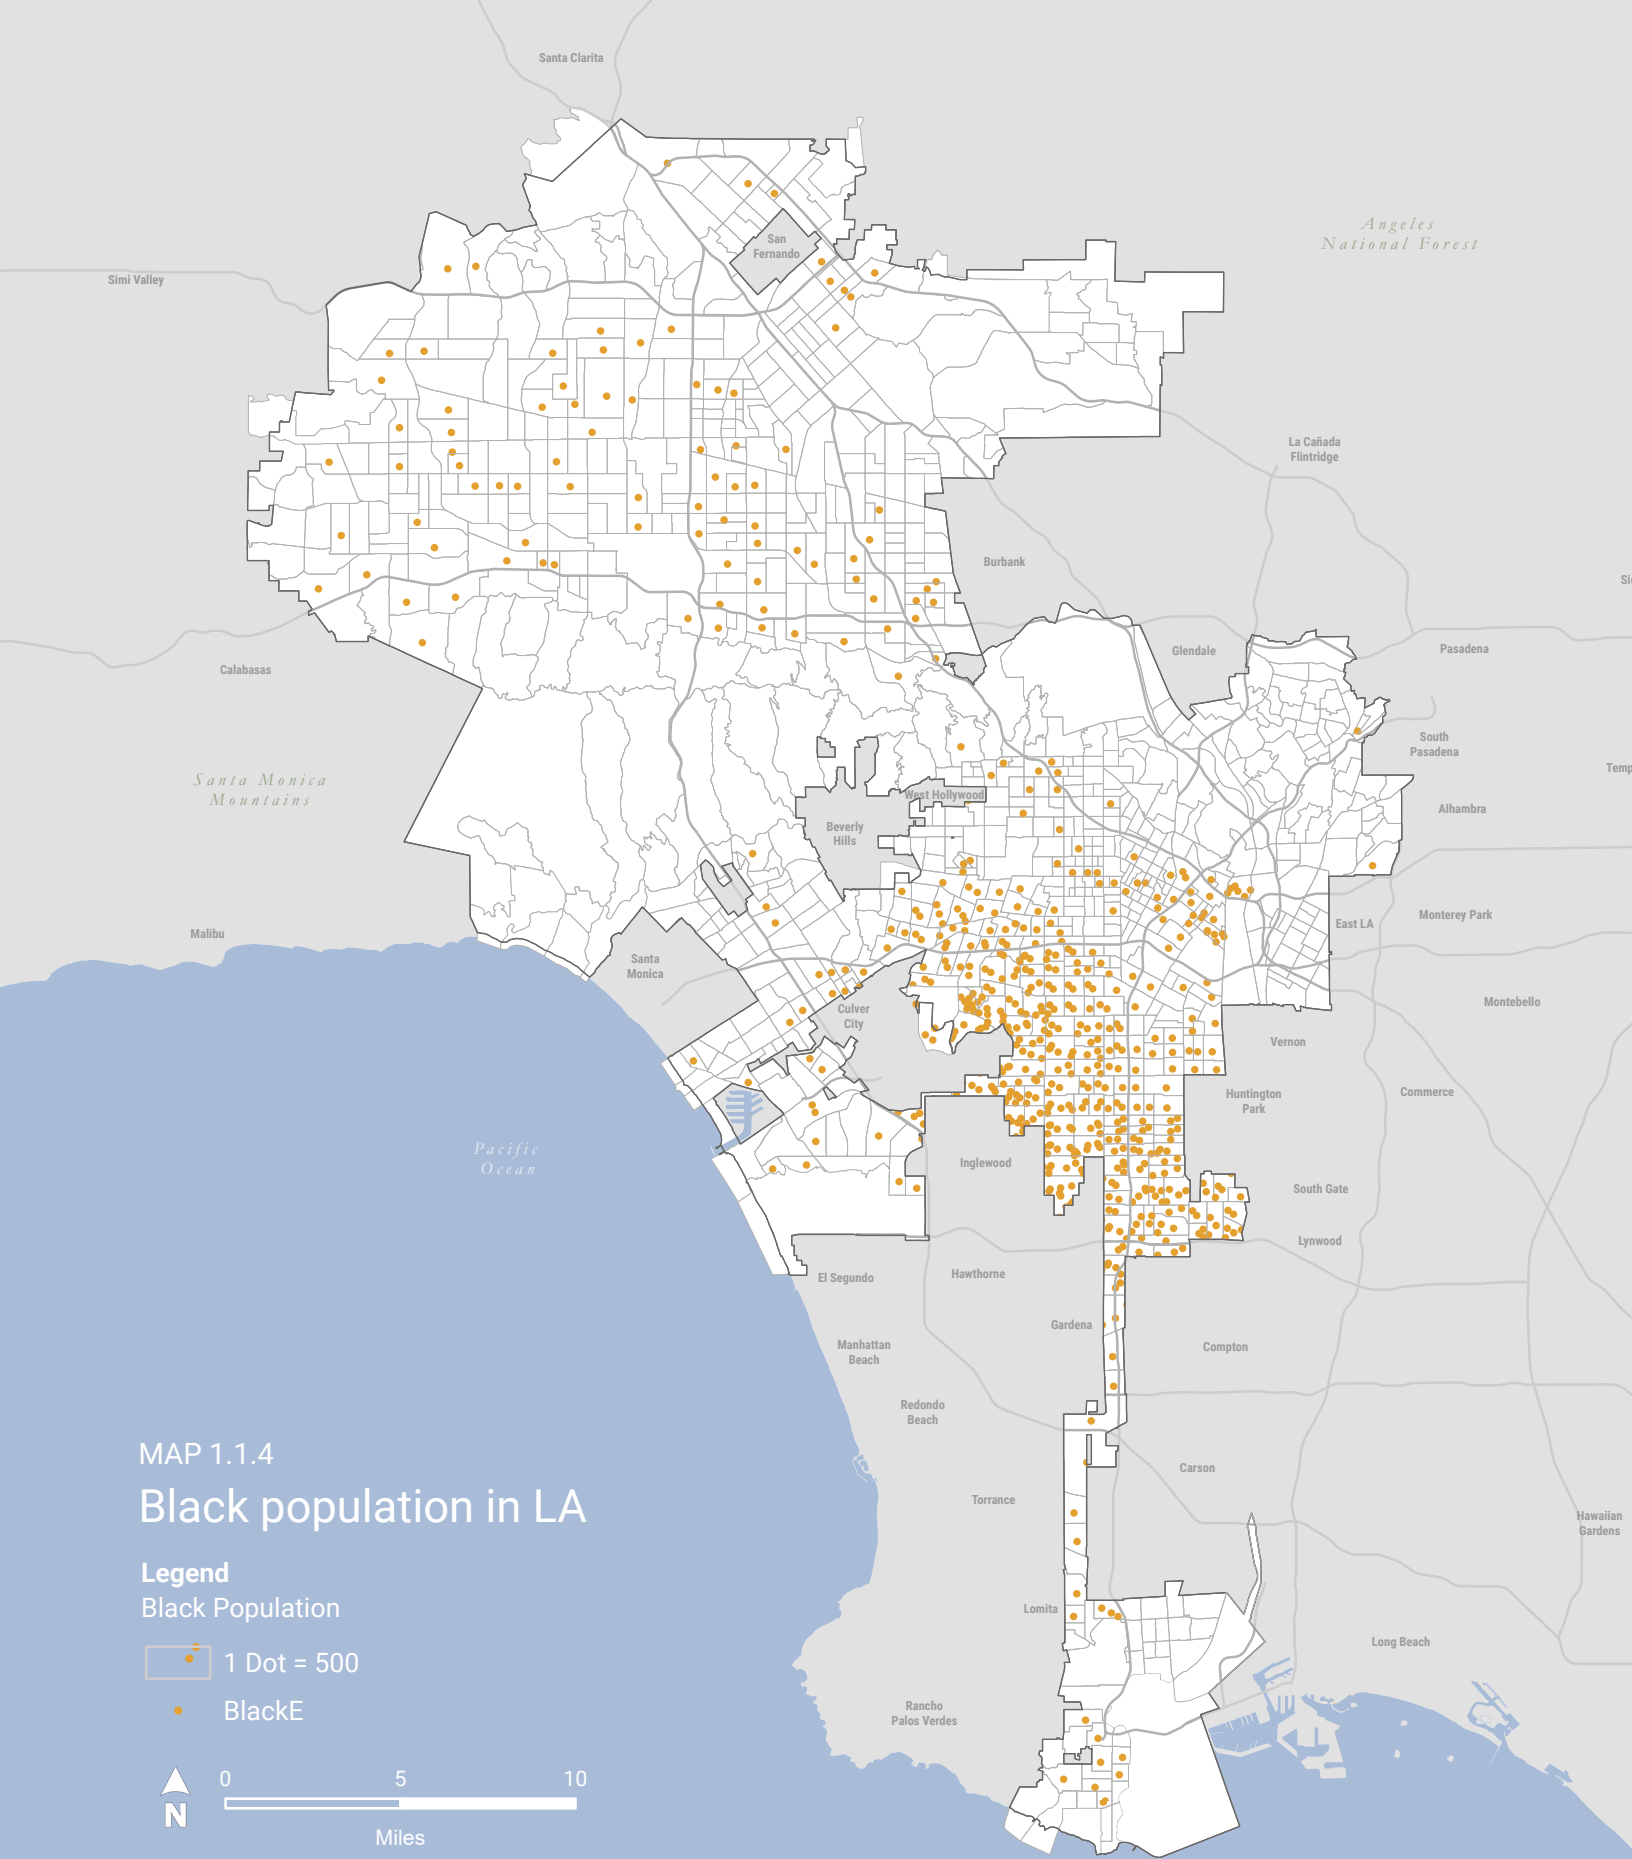 Santa Clarita
Angeles
National Forest
San
Fernando
Simi Valley
La Cañada
Flintridge
Burbank
Si
Calabasas
Glendale
Pasadena
South
Pasadena
Temp
Santa Monica
Mountains
West Hollywood
Beverly
Hills
Alhambra
Malibu
East LA
Monterey Park
Santa
Monica
Culver
City
Montebello
Vernon
Huntington
Park
Commerce
Pacific
Ocean
Inglewood
South Gate
Lynwood
El Segundo
Hawthorne
Gardena
Compton
Manhattan
Beach
Redondo
Beach
MAP 1.1.4
Black population in LA
Carson
Torrance
Hawaiian
Gardens
Legend
Black Population
1 Dot = 500
BlackE
Lomita
Long Beach
Rancho
Palos Verdes
0 5 10
N
Miles